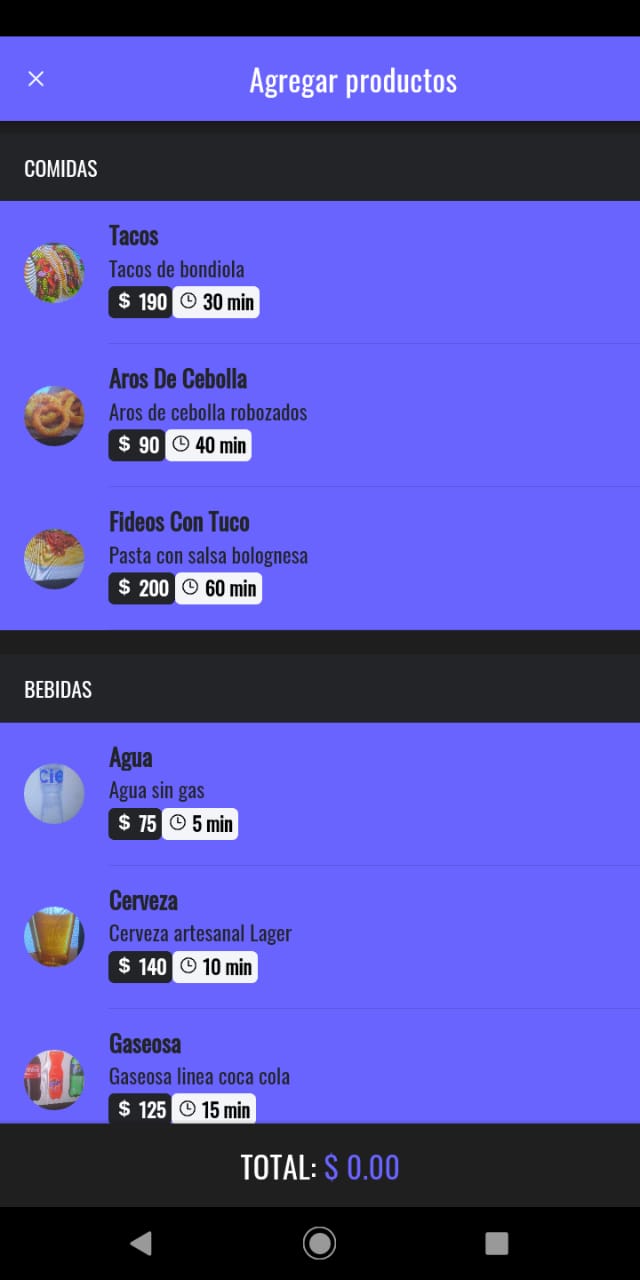 Agregar productos
COMIDAS
Tacos
Tacos de bondiola
$ 190 30 min
Aros De Cebolla
Aros de cebolla robozados
$ 90 40 min
Fideos Con Tuco
Pasta con salsa bolognesa
$ 200 60 min
BEBIDAS
Agua
Agua sin gas
$ 75 5 min
Cerveza
Cerveza artesanal Lager
$ 140 10 min
Gaseosa
Gaseosa linea coca cola
$ 125 15 min
TOTAL: $ 0.00